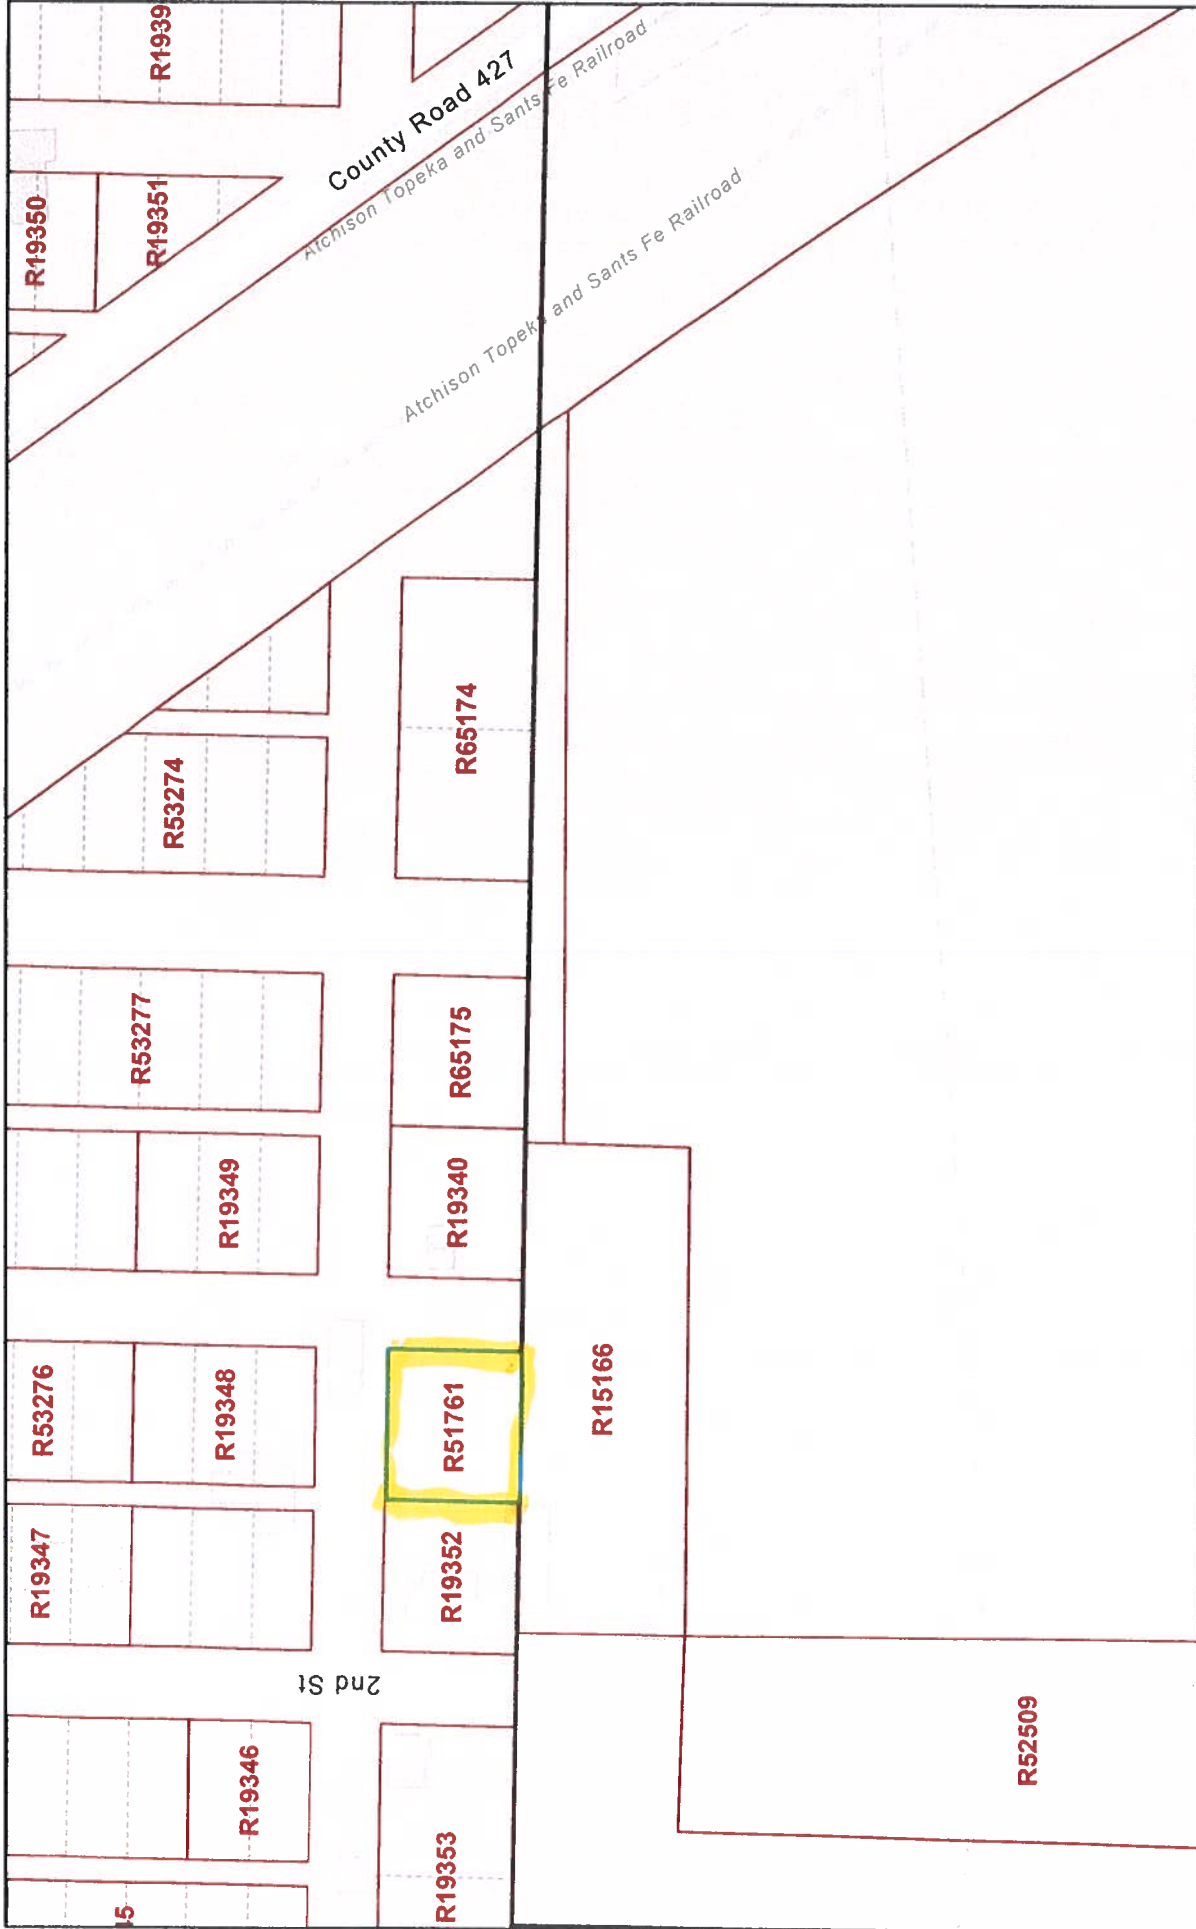 R1939
R19350
R19351
County Road 427
Atchison Topeka and Sants Fe Railroad
Atchison Topeka and Sants Fe Railroad
R65174
R53274
R53277
R65175
R19349
R19340
R53276
R19348
R51761
R15166
R19347
R19352
2nd St
R19346
R19353
R52509
5